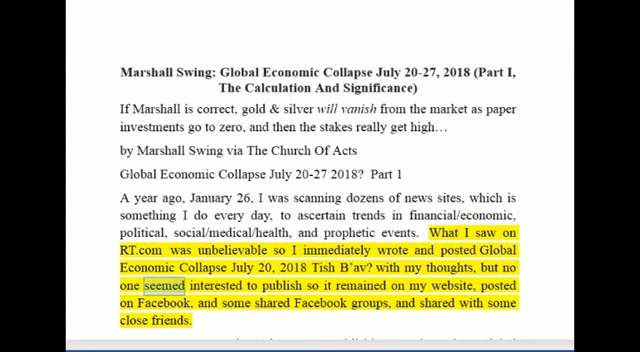 Marshall Swing: Global Economic Collapse July 20-27, 2018 (Part I,
The Calculation And Significance)
If Marshall is correct, gold & silver will vanish from the market as paper
investments go to zero, and then the stakes really get high…
by Marshall Swing via The Church Of Acts
Global Economic Collapse July 20-27 2018? Part 1
A year ago, January 26, I was scanning dozens of news sites, which is
something I do every day, to ascertain trends in financial/economic,
political, social/medical/health, and prophetic events. What I saw on
RT.com was unbelievable so I immediately wrote and posted Global
Economic Collapse July 20, 2018 Tish B'av? with my thoughts, but no
one seemed interested to publish so it remained on my website, posted
on Facebook, and some shared Facebook groups, and shared with some
close friends.